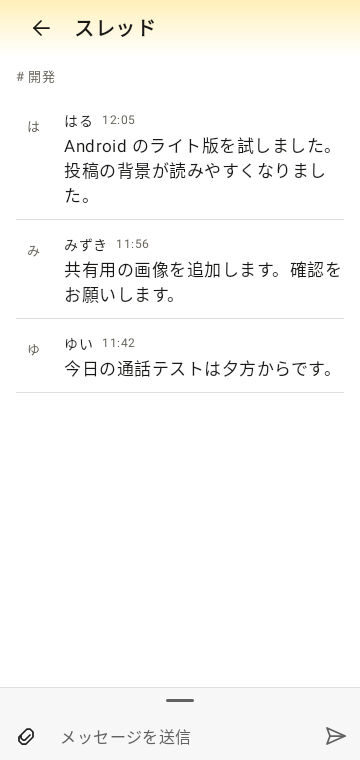 スレッド
# 開発
は
はる 12:05
Android のライト版を試しました。
投稿の背景が読みやすくなりまし
た。
み
みずき 11:56
共有用の画像を追加します。確認を
お願いします。
ゆ
ゆい 11:42
今日の通話テストは夕方からです。
メッセージを送信